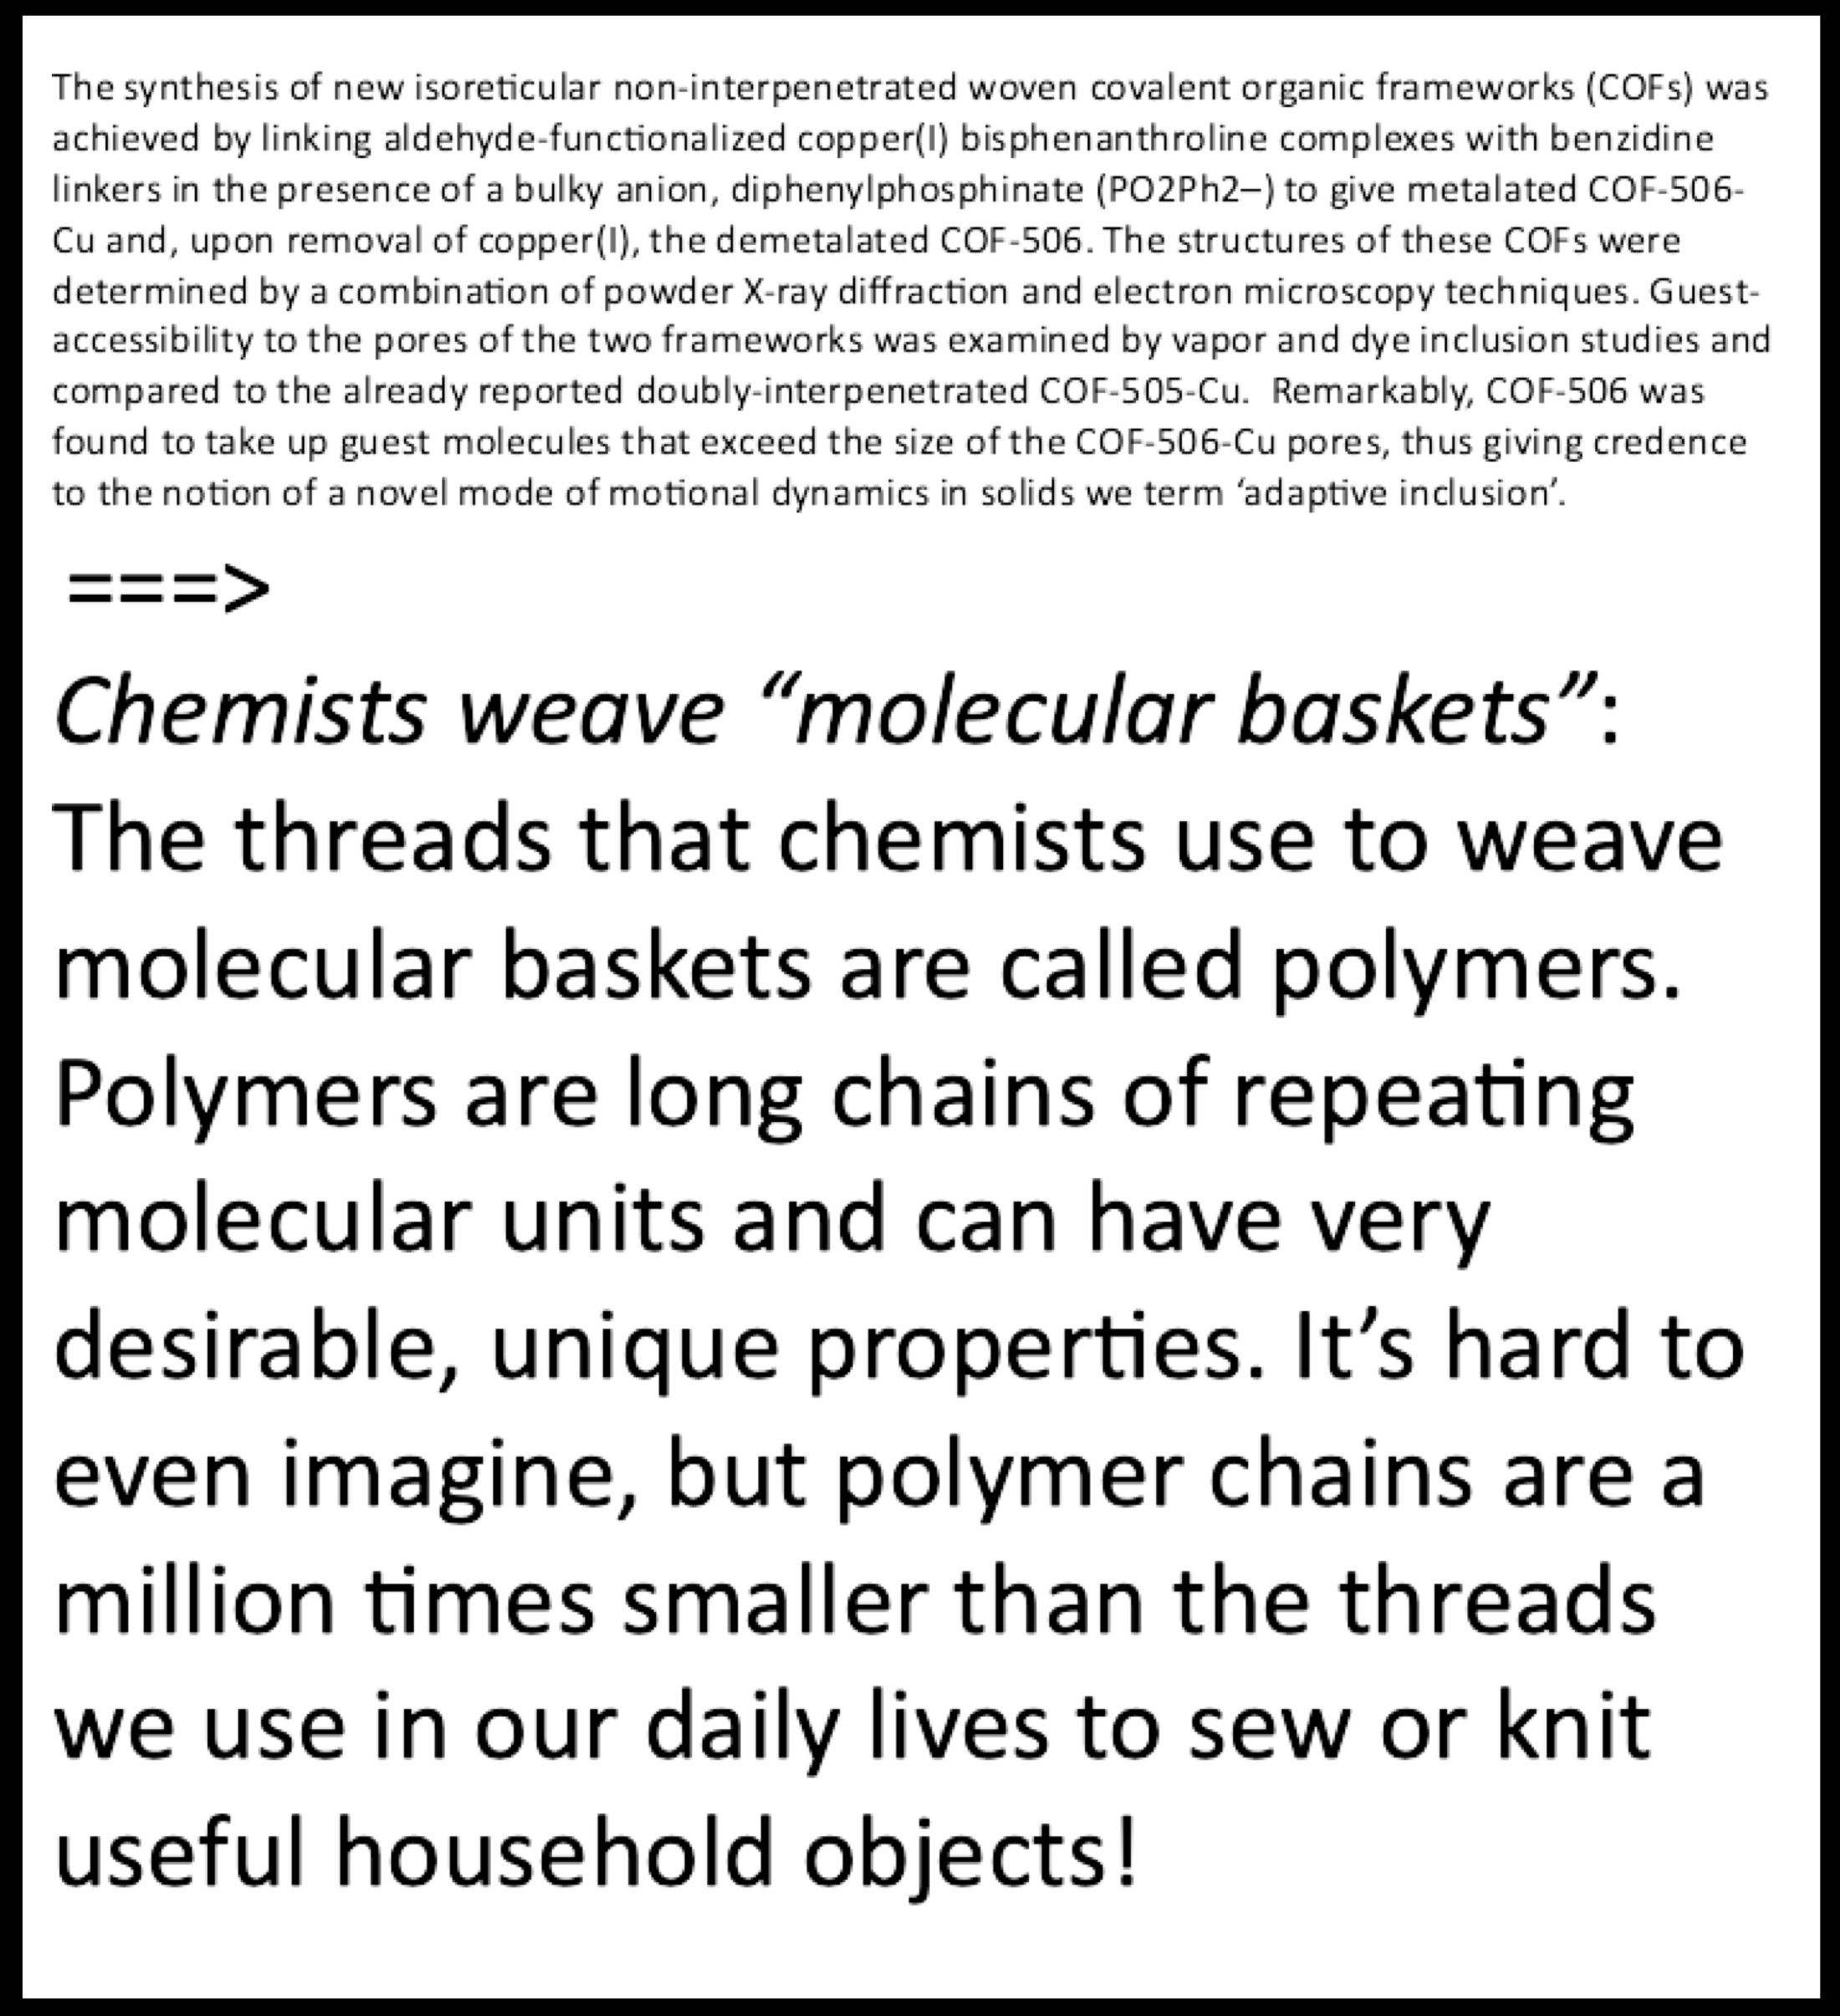 The synthesis of new isoreticular non-interpenetrated woven covalent organic frameworks (COFs) was
achieved by linking aldehyde-functionalized copper(I) bisphenanthroline complexes with benzidine
linkers in the presence of a bulky anion, diphenylphosphinate (PO2Ph2–) to give metalated COF-506-
Cu and, upon removal of copper(I), the demetalated COF-506. The structures of these COFs were
determined by a combination of powder X-ray diffraction and electron microscopy techniques. Guest-
accessibility to the pores of the two frameworks was examined by vapor and dye inclusion studies and
compared to the already reported doubly-interpenetrated COF-505-Cu.  Remarkably, COF-506 was
found to take up guest molecules that exceed the size of the COF-506-Cu pores, thus giving credence
to the notion of a novel mode of motional dynamics in solids we term ‘adaptive inclusion’.
===>
Chemists weave “molecular baskets”:
The threads that chemists use to weave
molecular baskets are called polymers.
Polymers are long chains of repeating
molecular units and can have very
desirable, unique properties. It’s hard to
even imagine, but polymer chains are a
million times smaller than the threads
we use in our daily lives to sew or knit
useful household objects!